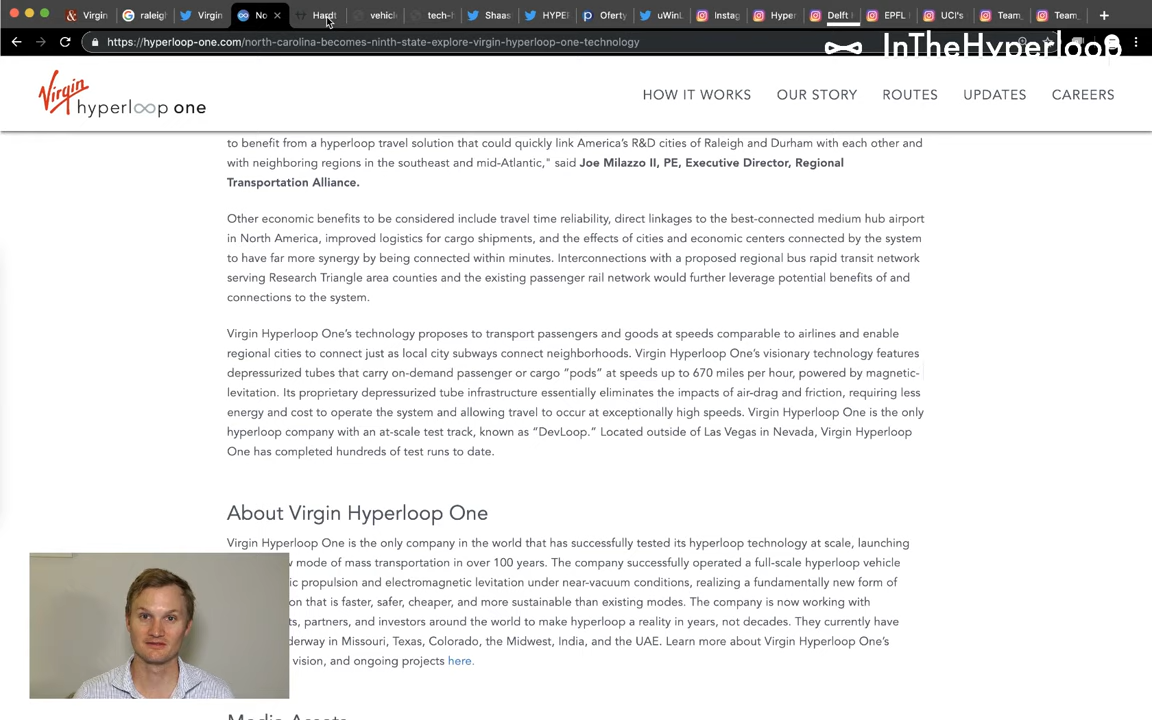 Virgin
raleigl
Virgin
No
Hardt
vehicl
tech-f
Shaas
HYPER
Oferty
uWinL
Instag
Hyper
Delft
EPFL
UCI's
Team_
Team_
https://hyperloop-one.com/north-carolina-becomes-ninth-state-explore-virgin-hyperloop-one-technology
InTheHyperloop
Virgin
hyperloop one
HOW IT WORKS
OUR STORY
ROUTES
UPDATES
CAREERS
to benefit from a hyperloop travel solution that could quickly link America's R&D cities of Raleigh and Durham with each other and
with neighboring regions in the southeast and mid-Atlantic," said Joe Milazzo II, PE, Executive Director, Regional
Transportation Alliance.
Other economic benefits to be considered include travel time reliability, direct linkages to the best-connected medium hub airport
in North America, improved logistics for cargo shipments, and the effects of cities and economic centers connected by the system
to have far more synergy by being connected within minutes. Interconnections with a proposed regional bus rapid transit network
serving Research Triangle area counties and the existing passenger rail network would further leverage potential benefits of and
connections to the system.
Virgin Hyperloop One's technology proposes to transport passengers and goods at speeds comparable to airlines and enable
regional cities to connect just as local city subways connect neighborhoods. Virgin Hyperloop One's visionary technology features
depressurized tubes that carry on-demand passenger or cargo "pods" at speeds up to 670 miles per hour, powered by magnetic-
levitation. Its proprietary depressurized tube infrastructure essentially eliminates the impacts of air-drag and friction, requiring less
energy and cost to operate the system and allowing travel to occur at exceptionally high speeds. Virgin Hyperloop One is the only
hyperloop company with an at-scale test track, known as "DevLoop." Located outside of Las Vegas in Nevada, Virgin Hyperloop
One has completed hundreds of test runs to date.
About Virgin Hyperloop One
Virgin Hyperloop One is the only company in the world that has successfully tested its hyperloop technology at scale, launching
w mode of mass transportation in over 100 years. The company successfully operated a full-scale hyperloop vehicle
ic propulsion and electromagnetic levitation under near-vacuum conditions, realizing a fundamentally new form of
on that is faster, safer, cheaper, and more sustainable than existing modes. The company is now working with
ts, partners, and investors around the world to make hyperloop a reality in years, not decades. They currently have
derway in Missouri, Texas, Colorado, the Midwest, India, and the UAE. Learn more about Virgin Hyperloop One's
vision, and ongoing projects here.
Media Assets